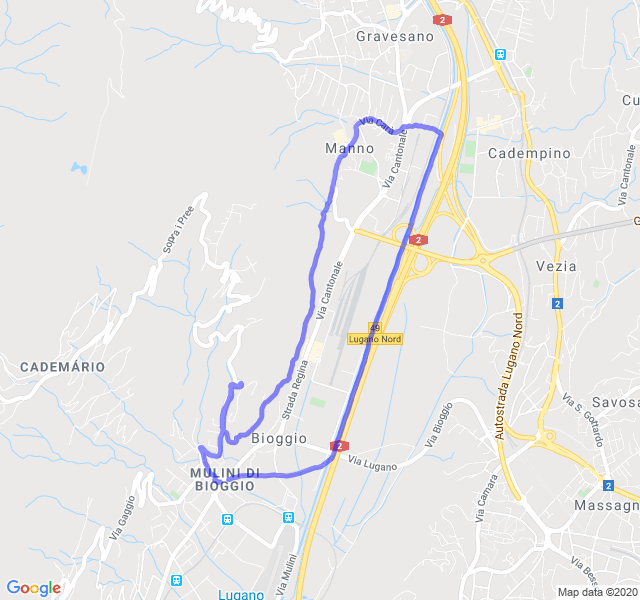 2
Gravesano
Via Cara
Manno
Via Cantonale
Cu
Cadempino
Via Cantonale
Sopra i Pree
2
G
Vezia
Via Cantonale
2
49
Lugano Nord
Autostrada Lugano Nord
CADEMÁRIO
Strada Regina
Savosa
Via Bioggio
Via S. Gottardo
Bioggio
2
Via Lugano
MULINI DI
BIOGGIO
Via Camara
2
Massagn
Via Gaggio
Via Mulini
Via Bess
Lugano
Google
Map data ©2020